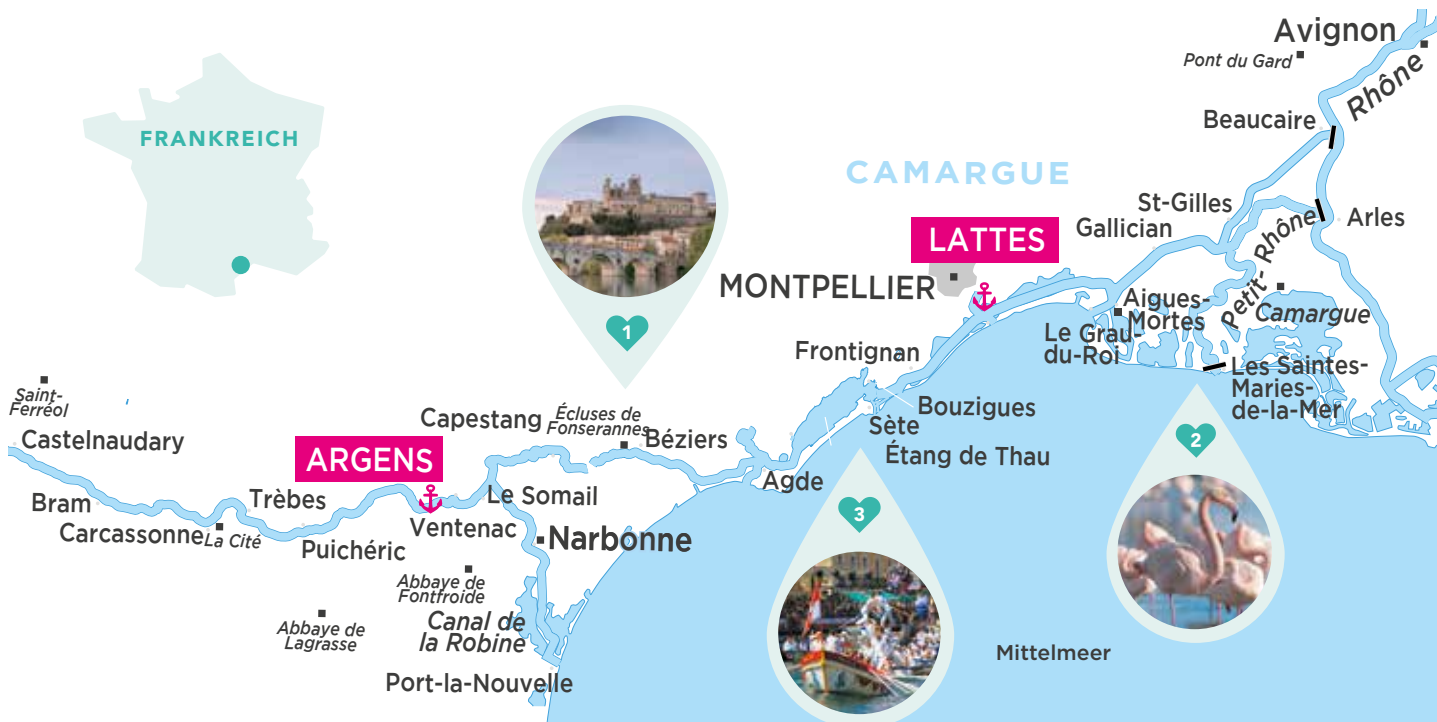 Avignon
Pont du Gard
Rhône
Beaucaire
FRANKREICH
CAMARGUE
St-Gilles
Gallician
Petit-Rhône
Arles
LATTES
MONTPELLIER
Aigues-
Mortes
Camargue
Le Grau-
du-Roi
1
Frontignan
Les Saintes-
Maries-
de-la-Mer
Saint-
Ferréol
Castelnaudary
Capestang
Écluses de
Fonserannes
Béziers
Bouzigues
Sète
Étang de Thau
2
ARGENS
Agde
Bram
Trèbes
Le Somail
Carcassonne
La Cité
Puichéric
Ventenac
Narbonne
3
Abbaye de
Fontfroide
Abbaye de
Lagrasse
Canal de
la Robine
Mittelmeer
Port-la-Nouvelle